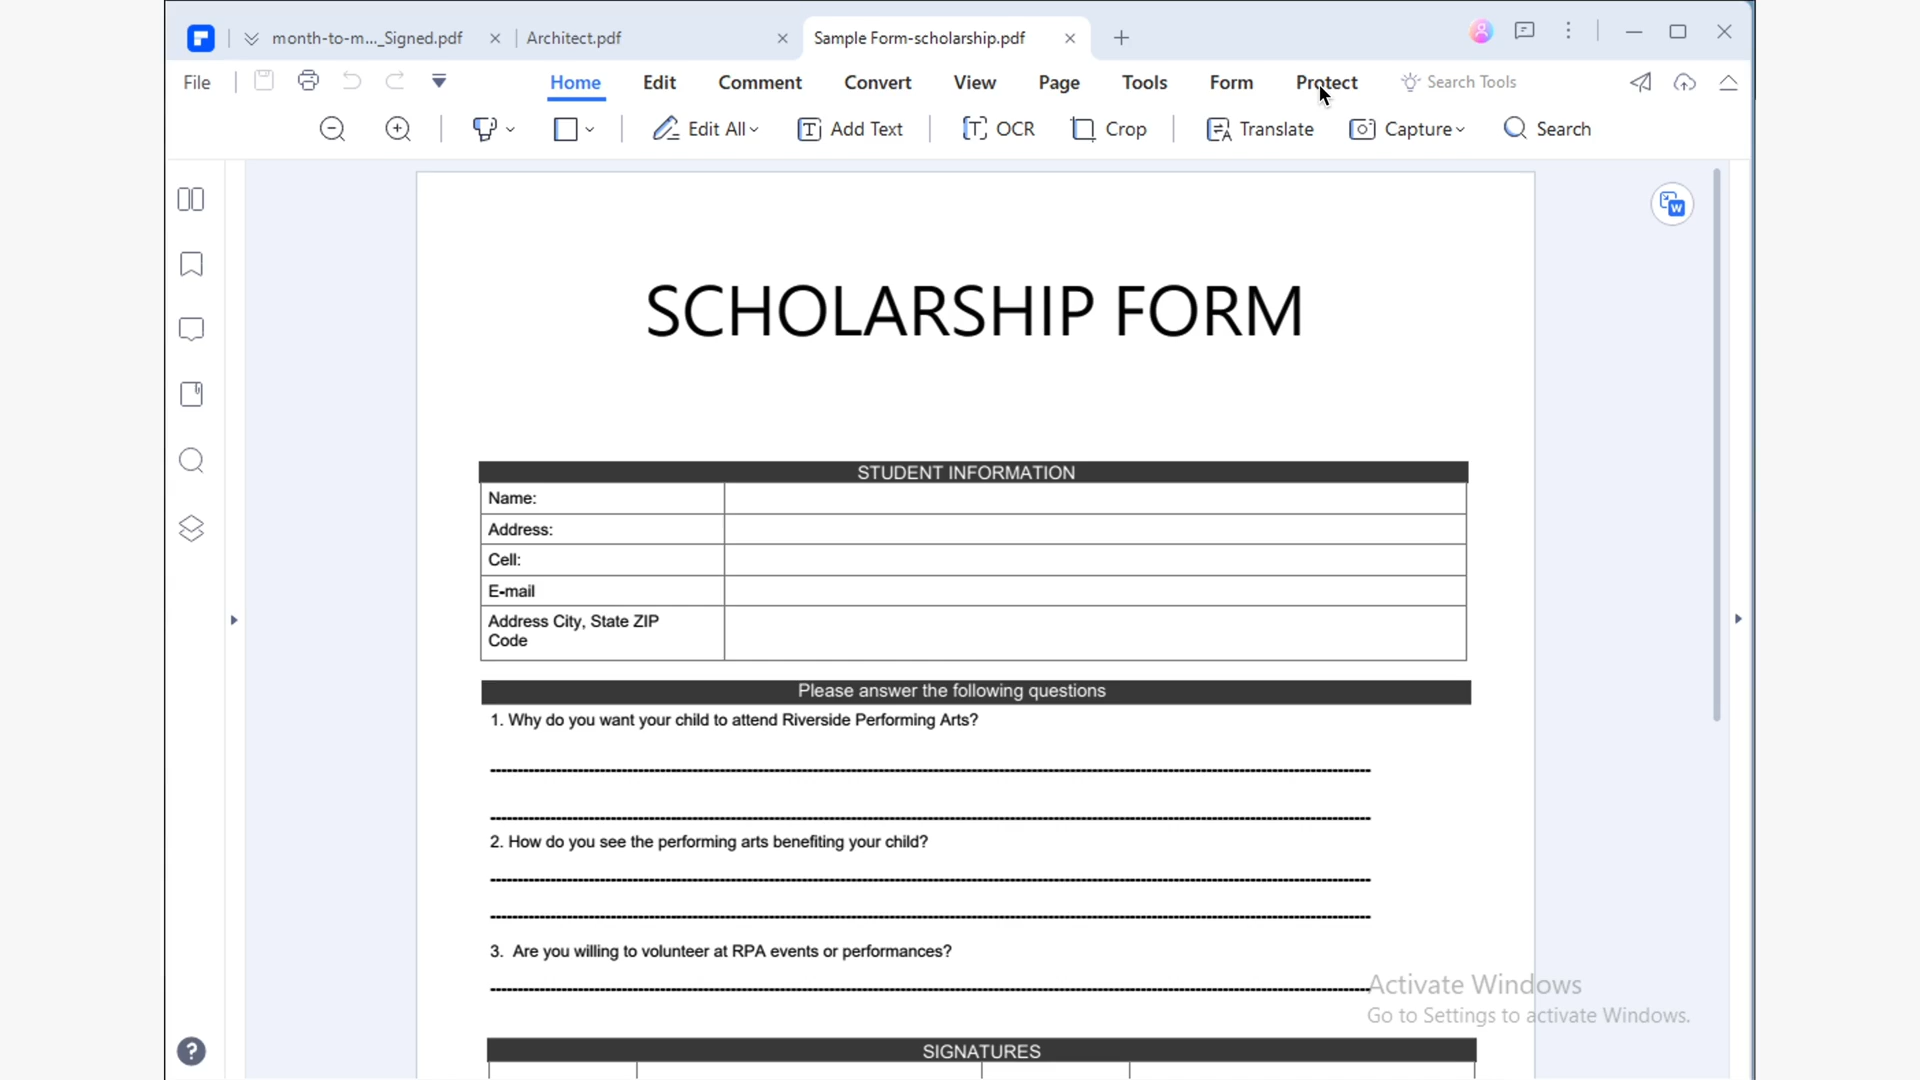 month-to-m..._Signed.pdf Architect.pdf Sample Form-scholarship.pdf
File Home Edit Comment Convert View Page Tools Form Protect Search Tools
Edit All Add Text OCR Crop Translate Capture Search
W
SCHOLARSHIP FORM
STUDENT INFORMATION
Name:
Address:
Cell:
E-mail
Address City, State ZIP
Code
Please answer the following questions
1. Why do you want your child to attend Riverside Performing Arts?
2. How do you see the performing arts benefiting your child?
3. Are you willing to volunteer at RPA events or performances?
Activate Windows
Go to Settings to activate Windows.
SIGNATURES